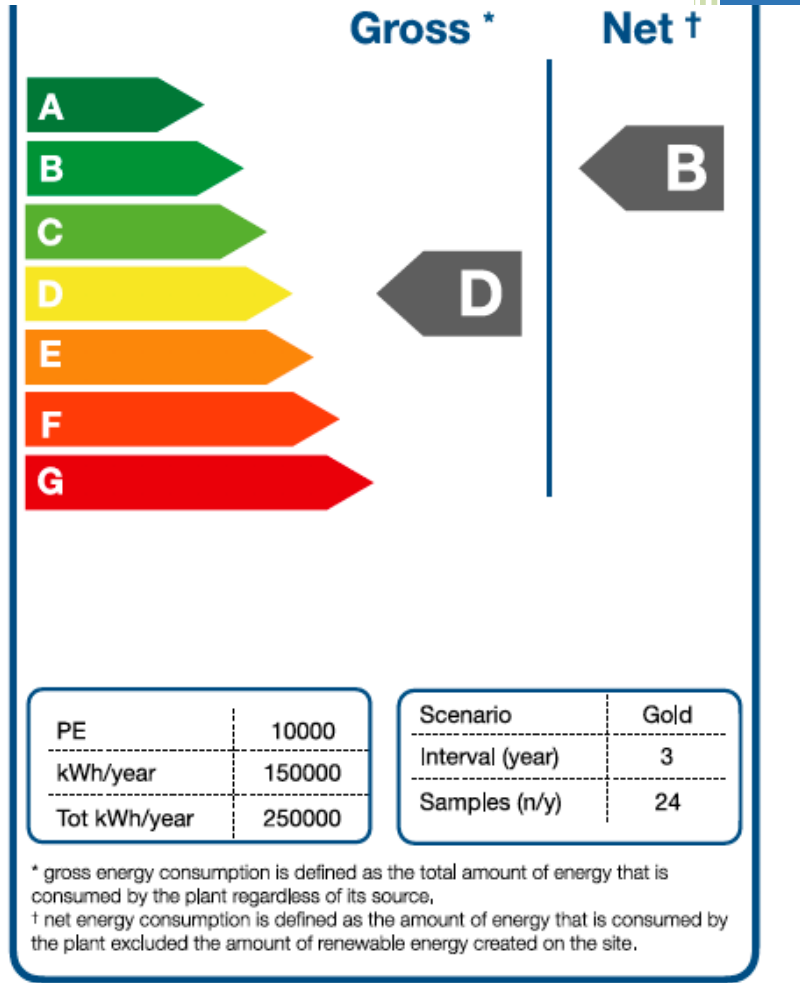 Gross * Net †
A
B
B
C
D
D
E
F
G
PE 10000
kWh/year 150000
Tot kWh/year 250000
Scenario Gold
Interval (year) 3
Samples (n/y) 24
* gross energy consumption is defined as the total amount of energy that is
consumed by the plant regardless of its source.
† net energy consumption is defined as the amount of energy that is consumed by
the plant excluded the amount of renewable energy created on the site.